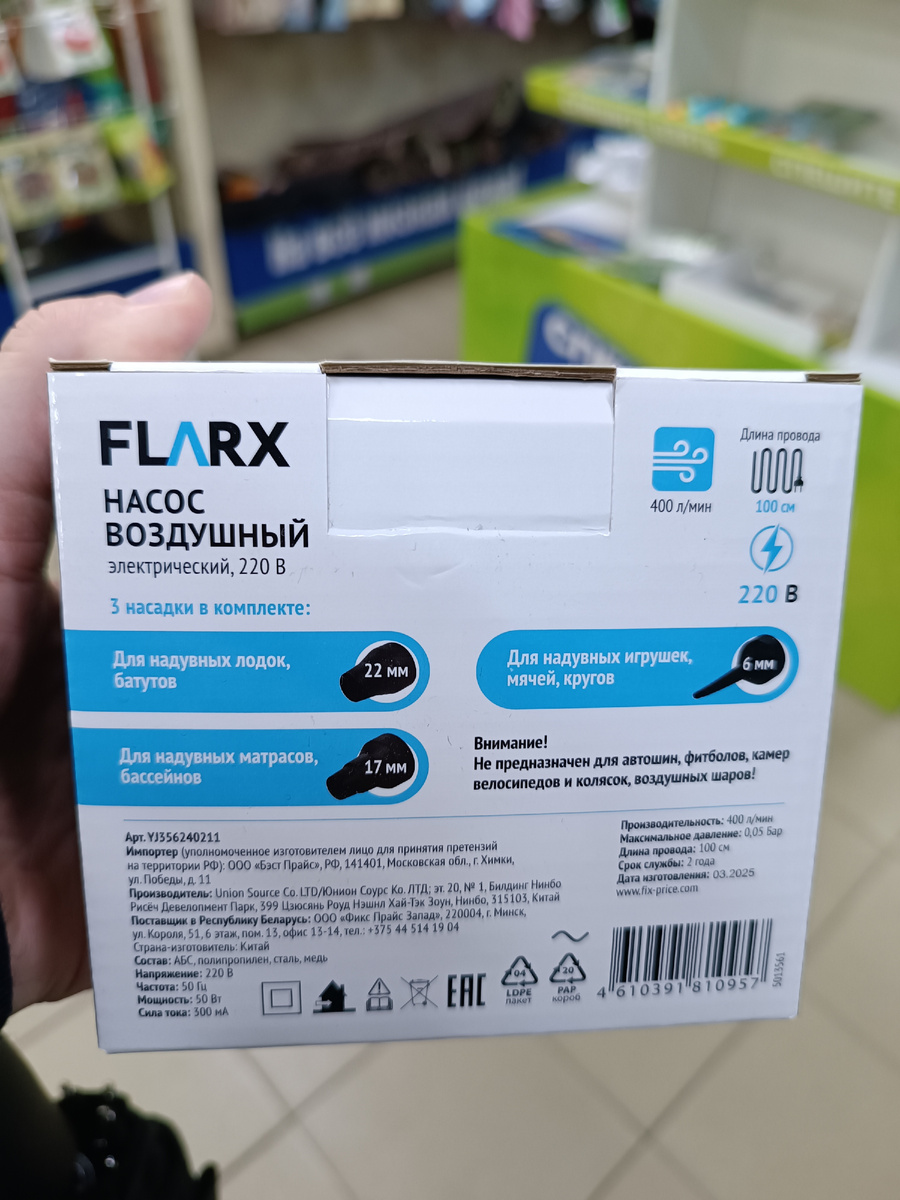 FLARX
НАСОС
ВОЗДУШНЫЙ
электрический, 220 В
400 л/мин
Длина провода
100 см
220 В
3 насадки в комплекте:
Для надувных лодок,
батутов
22 мм
Для надувных игрушек,
мячей, кругов
6 мм
Для надувных матрасов,
бассейнов
17 мм
Внимание!
Не предназначен для автошин, фитболов, камер
велосипедов и колясок, воздушных шаров!
Арт. YJ356240211
Импортер (уполномоченное изготовителем лицо для принятия претензий
на территории РФ): ООО «Бэст Прайс», РФ, 141401, Московская обл., г. Химки,
ул. Победы, д. 11
Производитель: Union Source Co. LTD/Юнион Соурс Ко. ЛТД; эт. 20, № 1, Билдинг Нинбо
Рисёч Девелопмент Парк, 399 Цзюсянь Роуд Нэшнл Хай-Тэк Зоун, Нинбо, 315103, Китай
Поставщик в Республику Беларусь: ООО «Фикс Прайс Запад», 220004, г. Минск,
ул. Короля, 51, 6 этаж, пом. 13, офис 13-14, тел.: +375 44 514 19 04
Страна-изготовитель: Китай
Состав: АБС, полипропилен, сталь, медь
Напряжение: 220 В
Частота: 50 Гц
Мощность: 50 Вт
Сила тока: 300 мА
Производительность: 400 л/мин
Максимальное давление: 0,05 Бар
Длина провода: 100 см
Срок службы: 2 года
Дата изготовления: 03.2025
www.fix-price.com
EAC
04
LDPE
пакет
20
PAP
короб
4 610391 810957
5013561